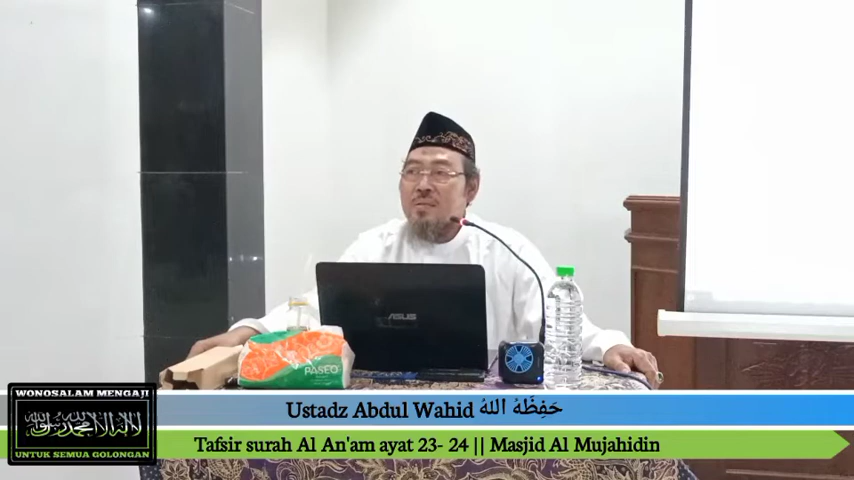 ASUS
PASEO
Ustadz Abdul Wahid حَفِظَهُ اللهُ
WONOSALAM MENGAJI
لا إله إلا الله محمد رسول الله
UNTUK SEMUA GOLONGAN
Tafsir surah Al An'am ayat 23- 24 || Masjid Al Mujahidin